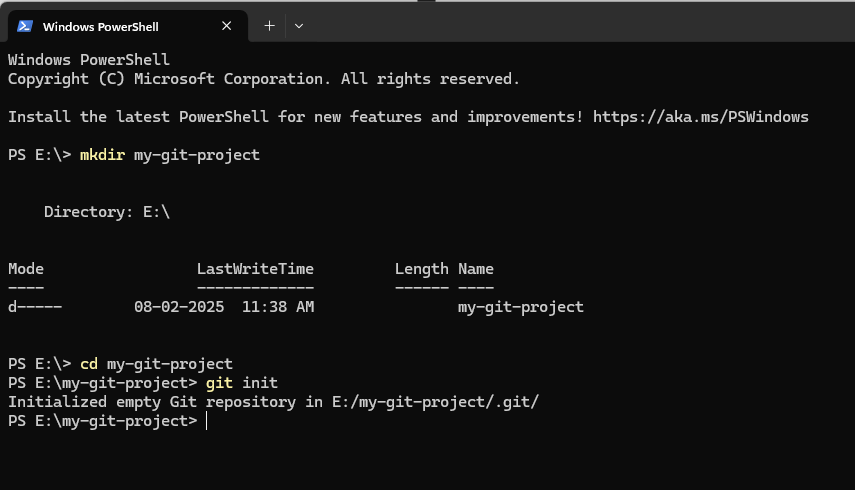 Windows PowerShell
Windows PowerShell
Copyright (C) Microsoft Corporation. All rights reserved.
Install the latest PowerShell for new features and improvements! https://aka.ms/PSWindows
PS E:\> mkdir my-git-project
Directory: E:\
Mode                 LastWriteTime         Length Name
----                 -------------         ------ ----
d-----        08-02-2025  11:38 AM                my-git-project
PS E:\> cd my-git-project
PS E:\my-git-project> git init
Initialized empty Git repository in E:/my-git-project/.git/
PS E:\my-git-project>